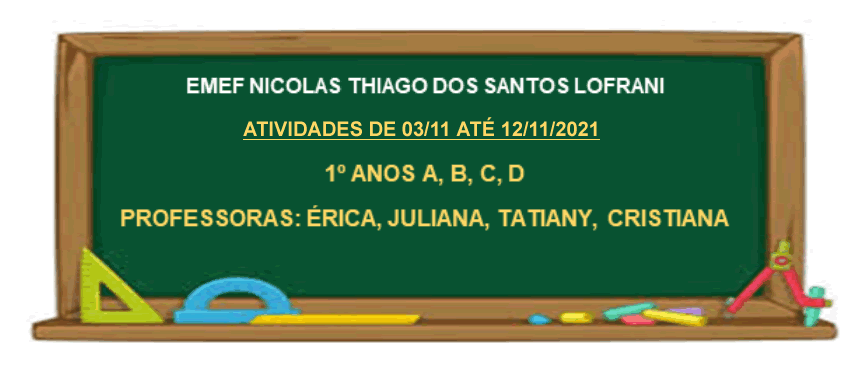 EMEF NICOLAS THIAGO DOS SANTOS LOFRANI
ATIVIDADES DE 03/11 ATÉ 12/11/2021
1º ANOS A, B, C, D
PROFESSORAS: ÉRICA, JULIANA, TATIANY, CRISTIANA